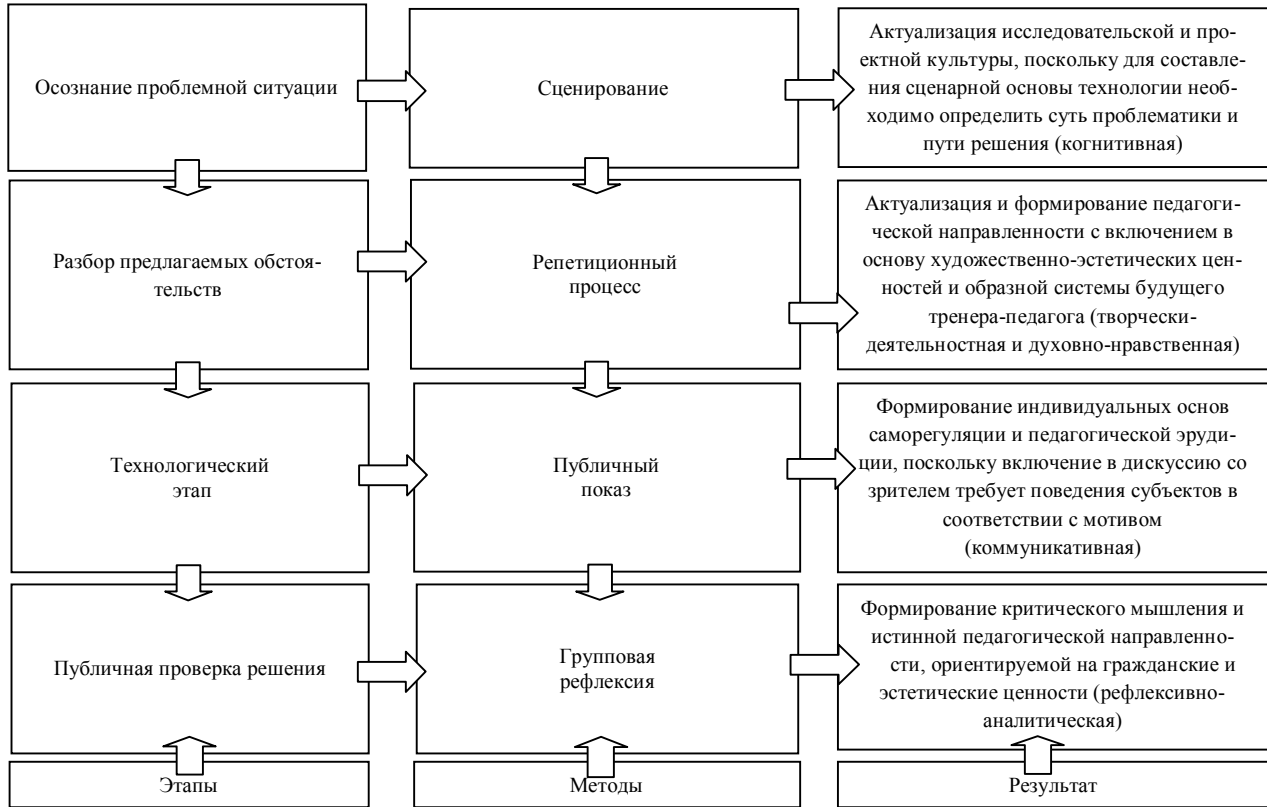 Осознание проблемной ситуации
Сценирование
Актуализация исследовательской и про-
ектной культуры, поскольку для составле-
ния сценарной основы технологии необ-
ходимо определить суть проблематики и
пути решения (когнитивная)
Разбор предлагаемых обстоя-
тельств
Репетиционный
процесс
Актуализация и формирование педагоги-
ческой направленности с включением в
основу художественно-эстетических цен-
ностей и образной системы будущего
тренера-педагога (творчески-
деятельностная и духовно-нравственная)
Технологический
этап
Публичный
показ
Формирование индивидуальных основ
саморегуляции и педагогической эруди-
ции, поскольку включение в дискуссию со
зрителем требует поведения субъектов в
соответствии с мотивом
(коммуникативная)
Публичная проверка решения
Групповая
рефлексия
Формирование критического мышления и
истинной педагогической направленно-
сти, ориентируемой на гражданские и
эстетические ценности (рефлексивно-
аналитическая)
Этапы
Методы
Результат